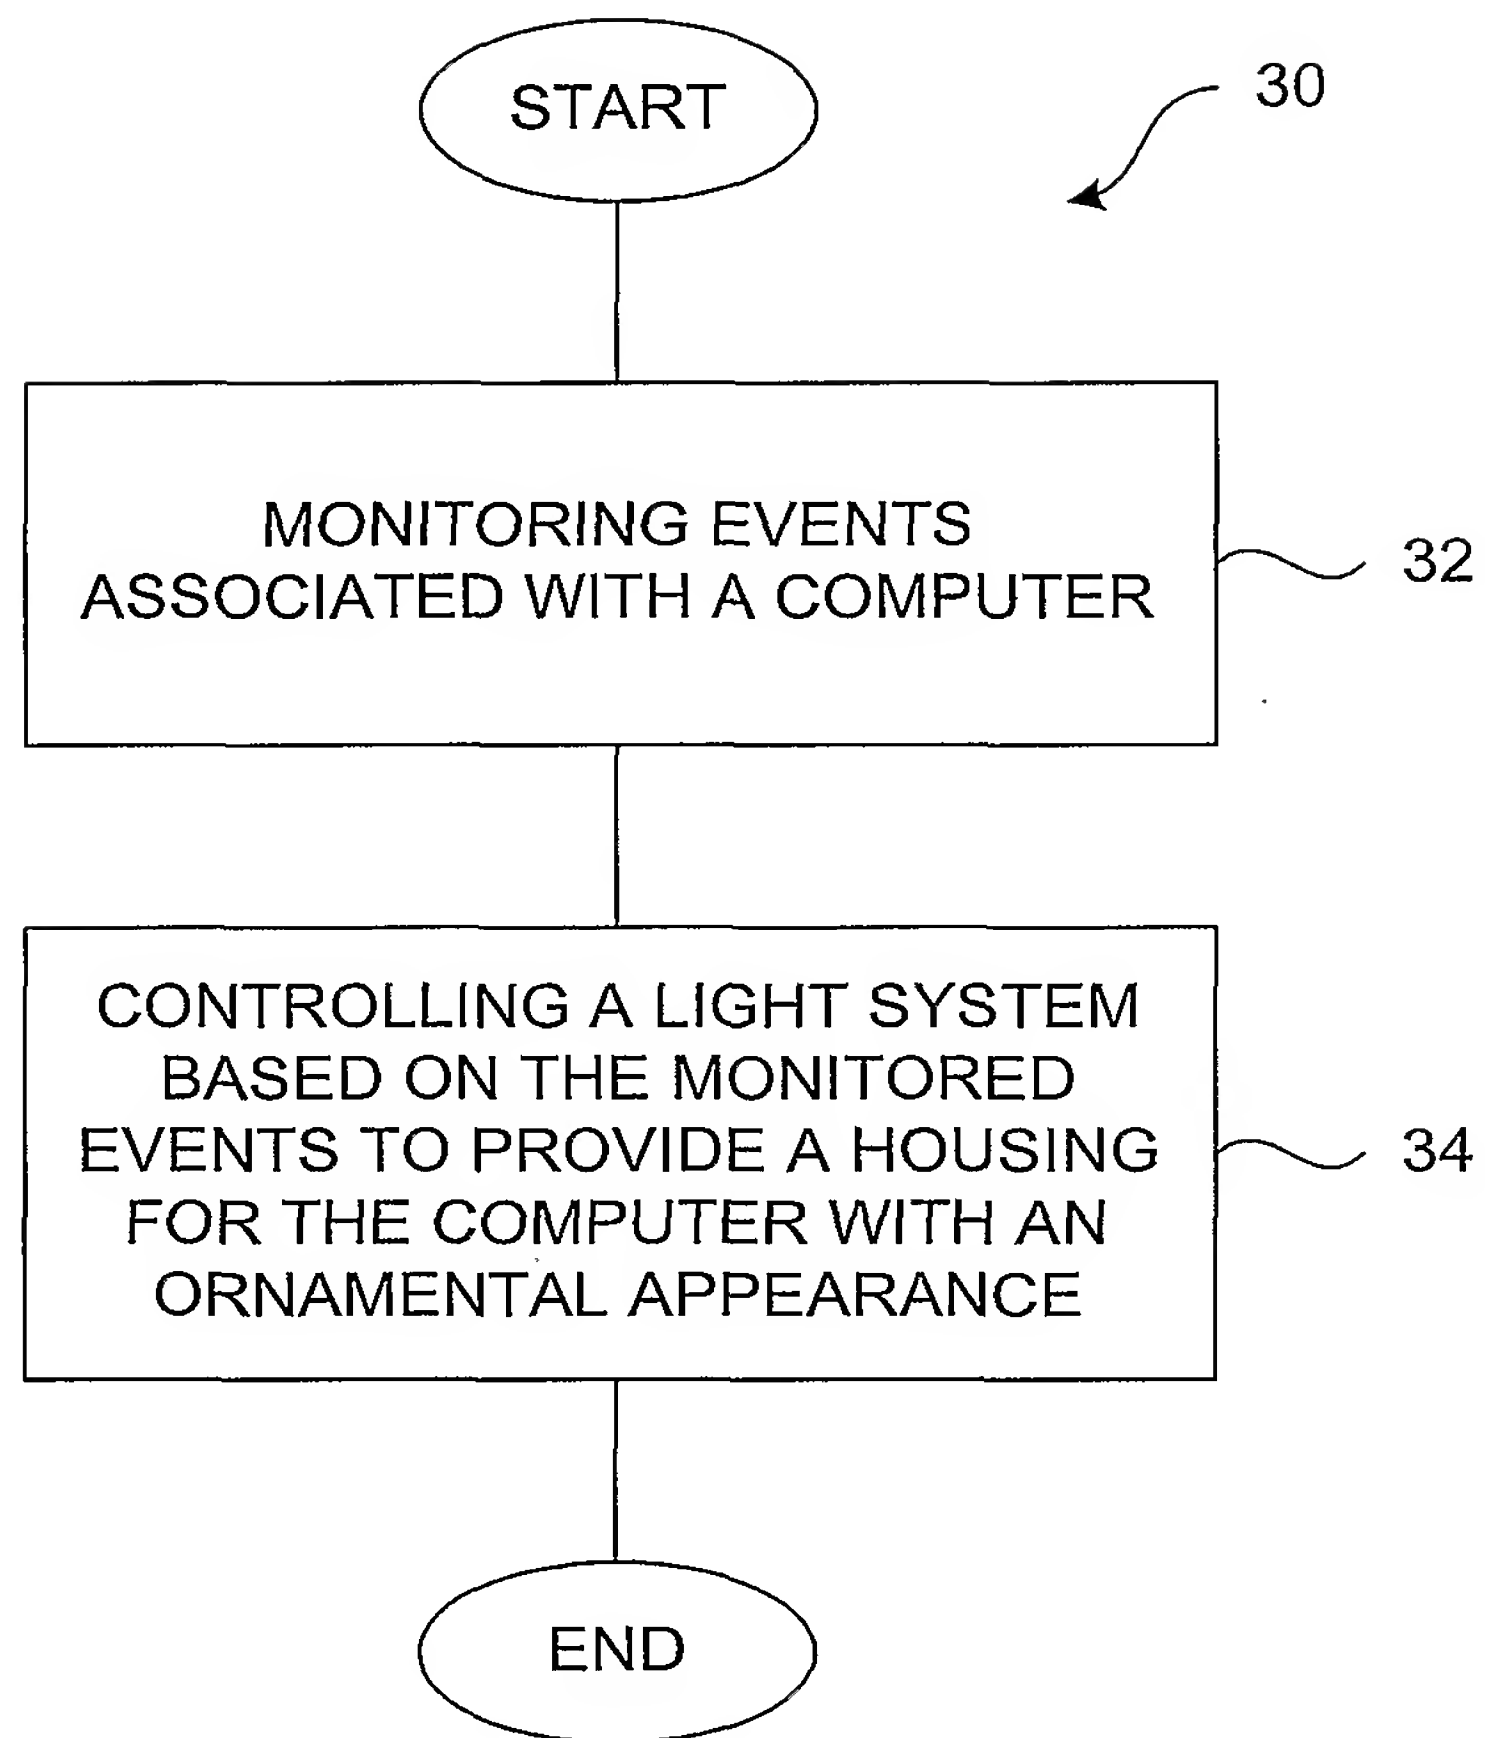 START
30
MONITORING EVENTS
ASSOCIATED WITH A COMPUTER
32
CONTROLLING A LIGHT SYSTEM
BASED ON THE MONITORED
EVENTS TO PROVIDE A HOUSING
FOR THE COMPUTER WITH AN
ORNAMENTAL APPEARANCE
34
END